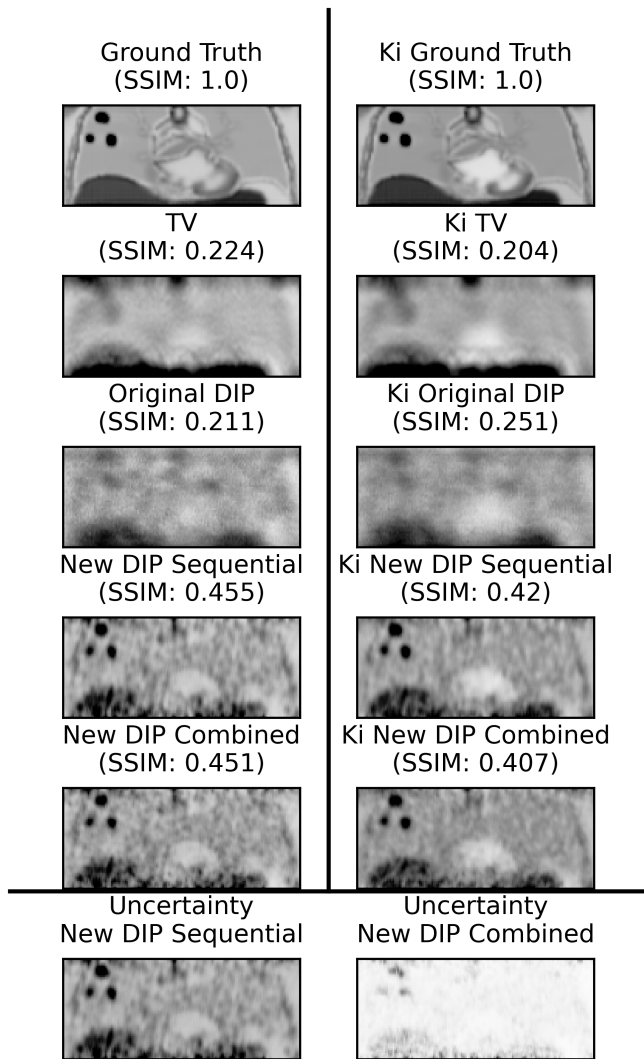 Ground Truth
(SSIM: 1.0)
Ki Ground Truth
(SSIM: 1.0)
TV
(SSIM: 0.224)
Ki TV
(SSIM: 0.204)
Original DIP
(SSIM: 0.211)
Ki Original DIP
(SSIM: 0.251)
New DIP Sequential
(SSIM: 0.455)
Ki New DIP Sequential
(SSIM: 0.42)
New DIP Combined
(SSIM: 0.451)
Ki New DIP Combined
(SSIM: 0.407)
Uncertainty
New DIP Sequential
Uncertainty
New DIP Combined